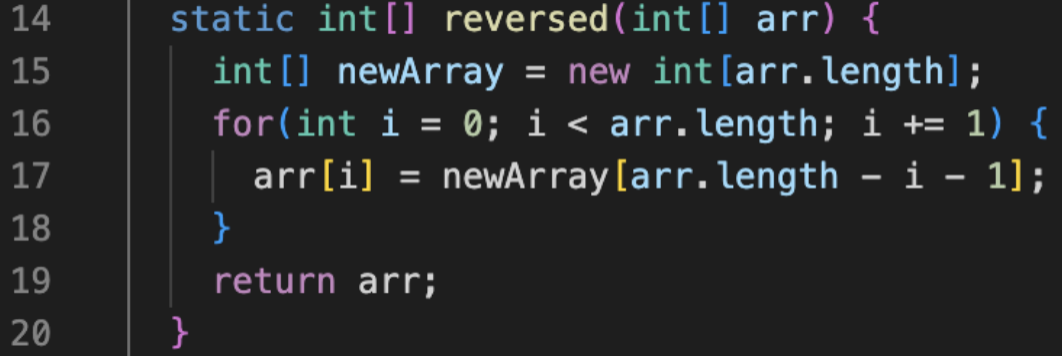 14 static int[] reversed(int[] arr) {
15 int[] newArray = new int[arr.length];
16 for(int i = 0; i < arr.length; i += 1) {
17 arr[i] = newArray[arr.length - i - 1];
18 }
19 return arr;
20 }